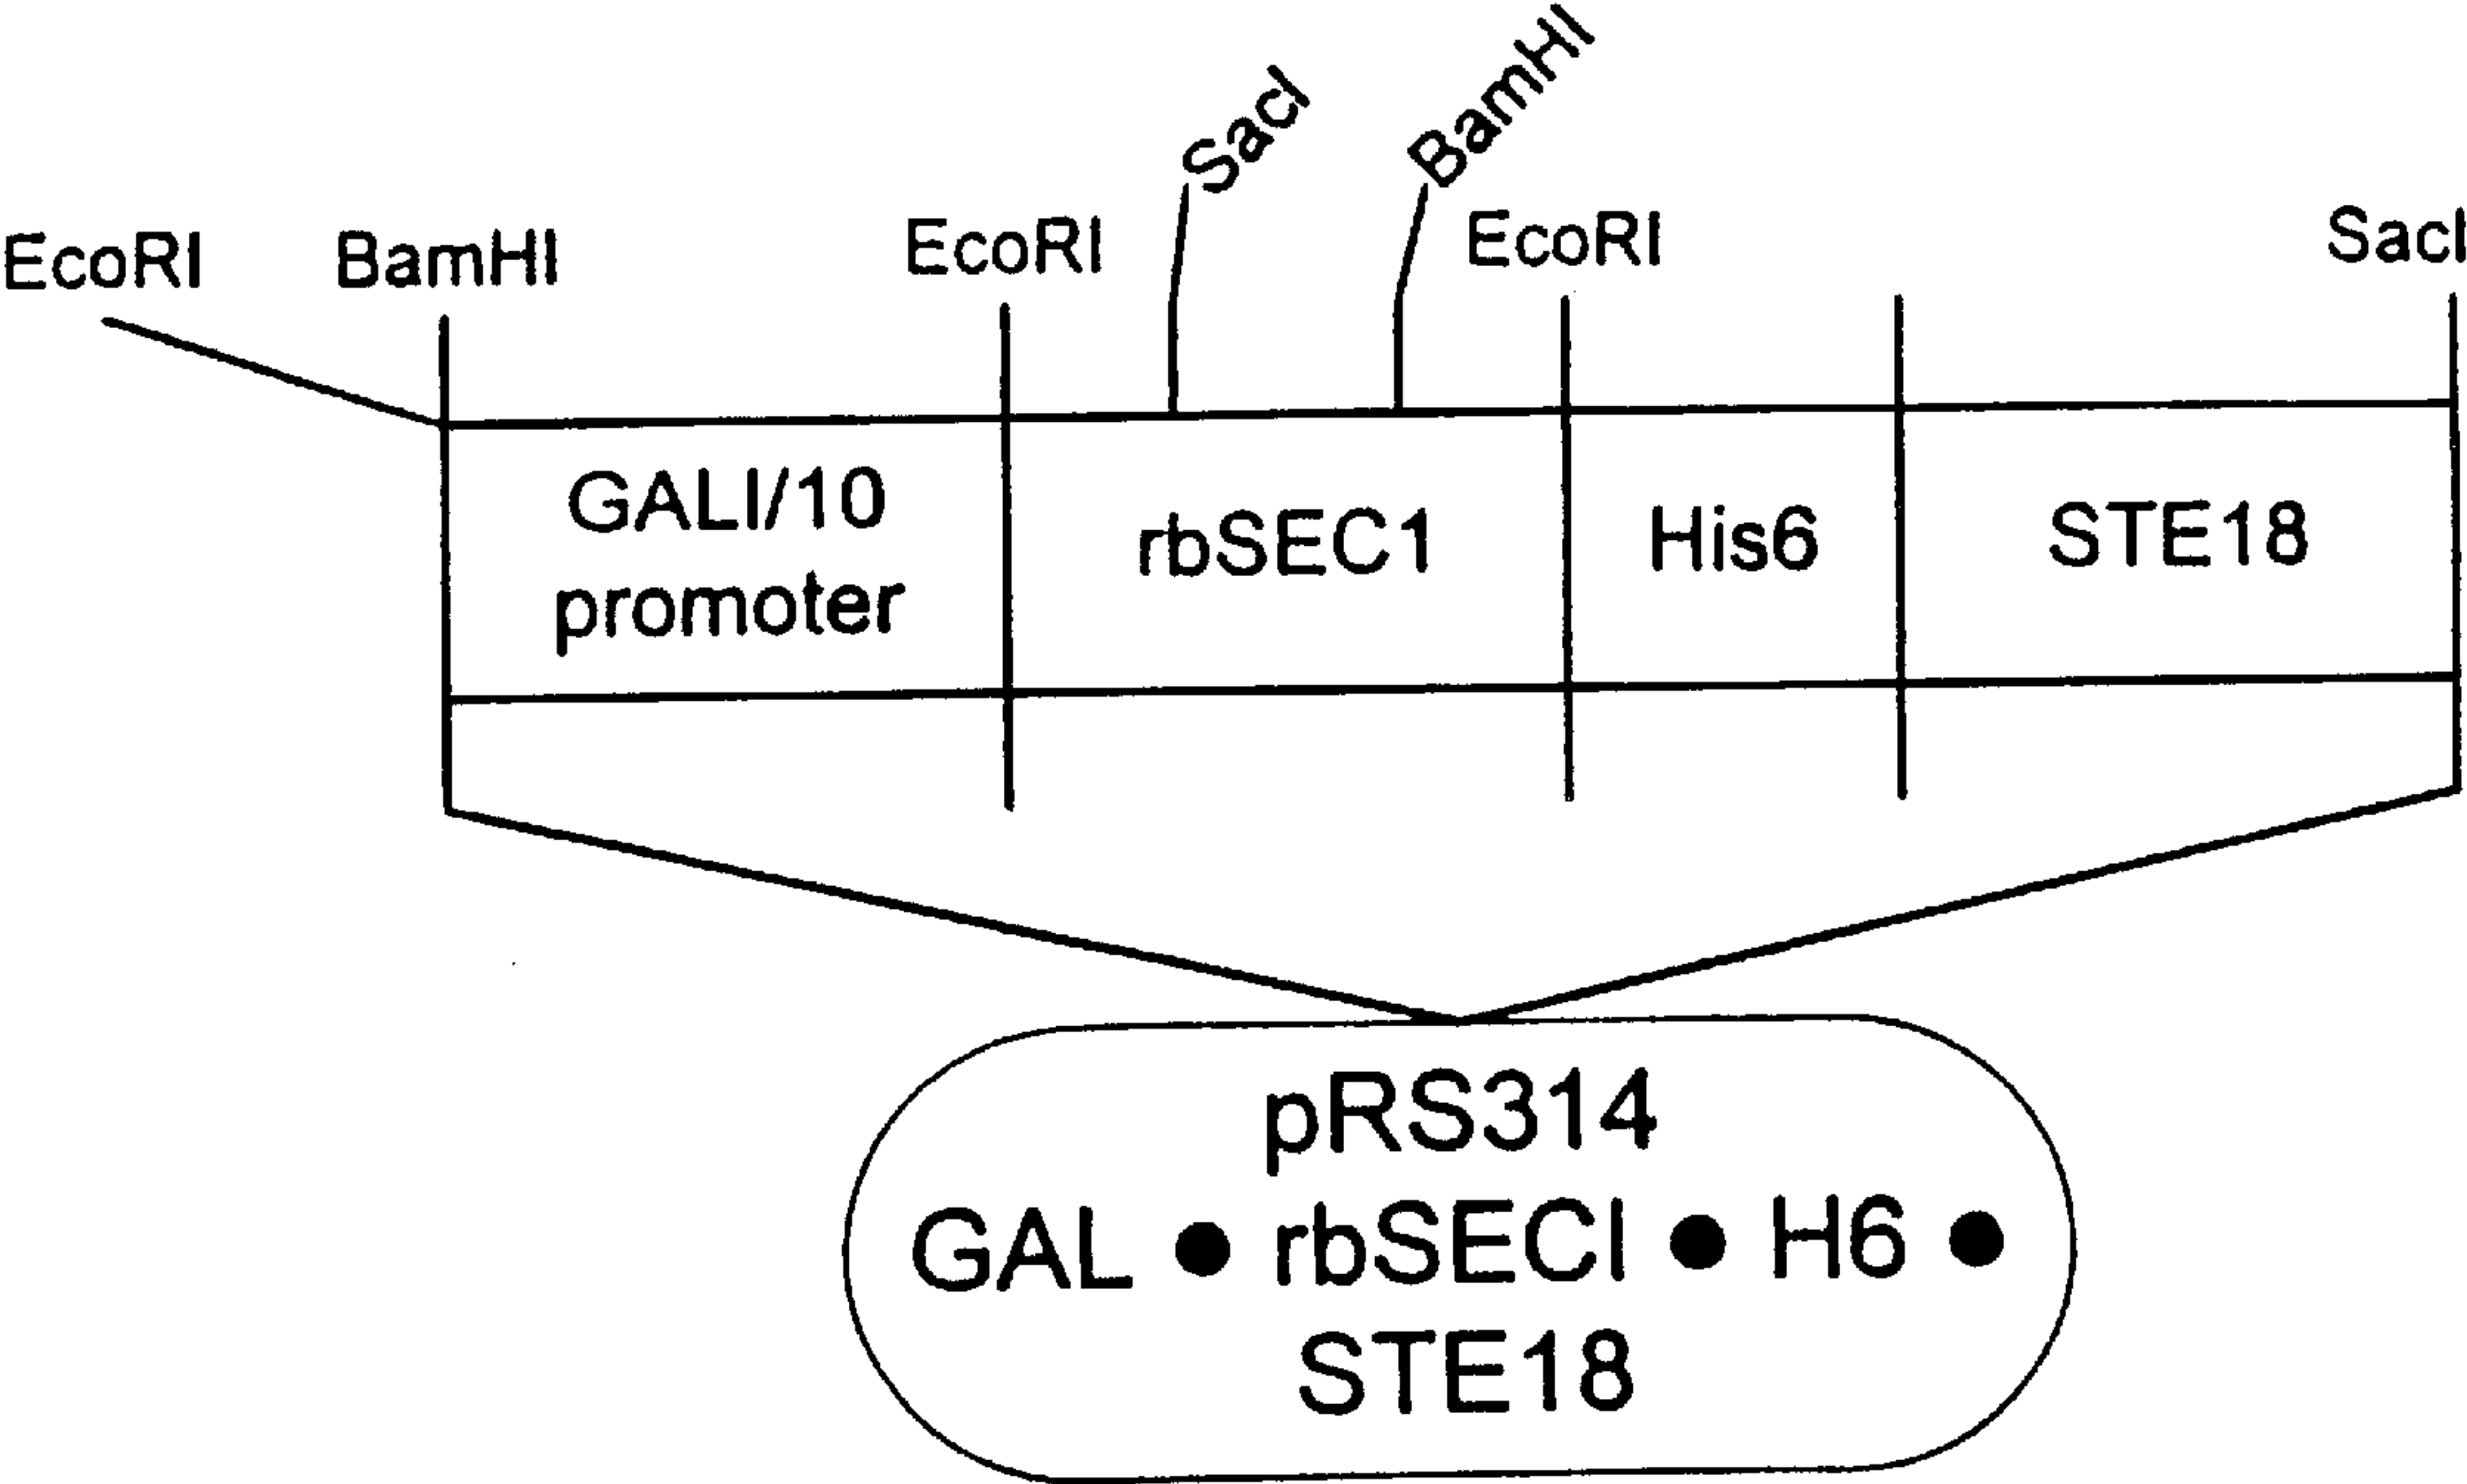 SacI
BamHI
EcoRI
BamHI
EcoRI
EcoRI
SacI
GALI/10
promoter
rbSEC1
His6
STE18
pRS314
GAL ● rbSECI ● H6 ●
STE18